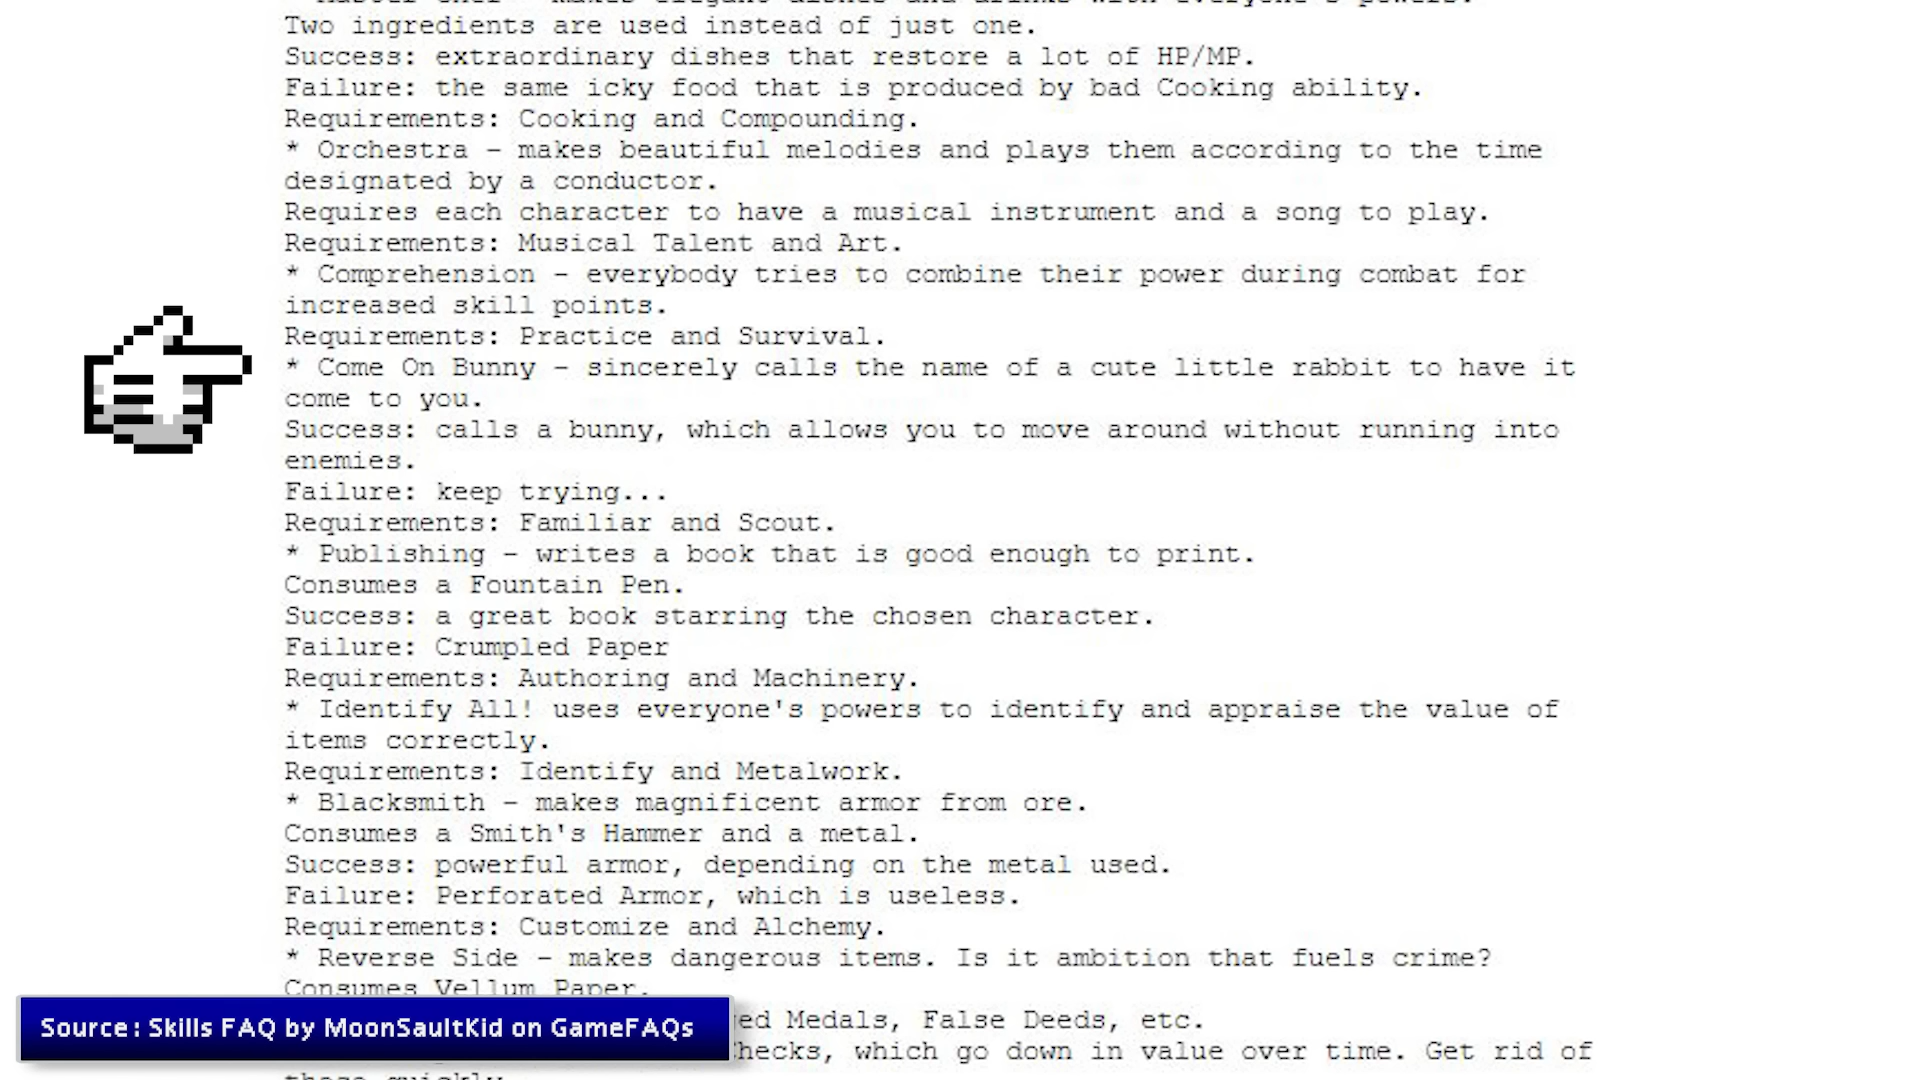 Two ingredients are used instead of just one.
Success: extraordinary dishes that restore a lot of HP/MP.
Failure: the same icky food that is produced by bad Cooking ability.
Requirements: Cooking and Compounding.
* Orchestra - makes beautiful melodies and plays them according to the time
designated by a conductor.
Requires each character to have a musical instrument and a song to play.
Requirements: Musical Talent and Art.
* Comprehension - everybody tries to combine their power during combat for
increased skill points.
Requirements: Practice and Survival.
* Come On Bunny - sincerely calls the name of a cute little rabbit to have it
come to you.
Success: calls a bunny, which allows you to move around without running into
enemies.
Failure: keep trying...
Requirements: Familiar and Scout.
* Publishing - writes a book that is good enough to print.
Consumes a Fountain Pen.
Success: a great book starring the chosen character.
Failure: Crumpled Paper
Requirements: Authoring and Machinery.
* Identify All! uses everyone's powers to identify and appraise the value of
items correctly.
Requirements: Identify and Metalwork.
* Blacksmith - makes magnificent armor from ore.
Consumes a Smith's Hammer and a metal.
Success: powerful armor, depending on the metal used.
Failure: Perforated Armor, which is useless.
Requirements: Customize and Alchemy.
* Reverse Side - makes dangerous items. Is it ambition that fuels crime?
Consumes Vellum Paper.
ed Medals, False Deeds, etc.
Checks, which go down in value over time. Get rid of
Source: Skills FAQ by MoonSaultKid on GameFAQs